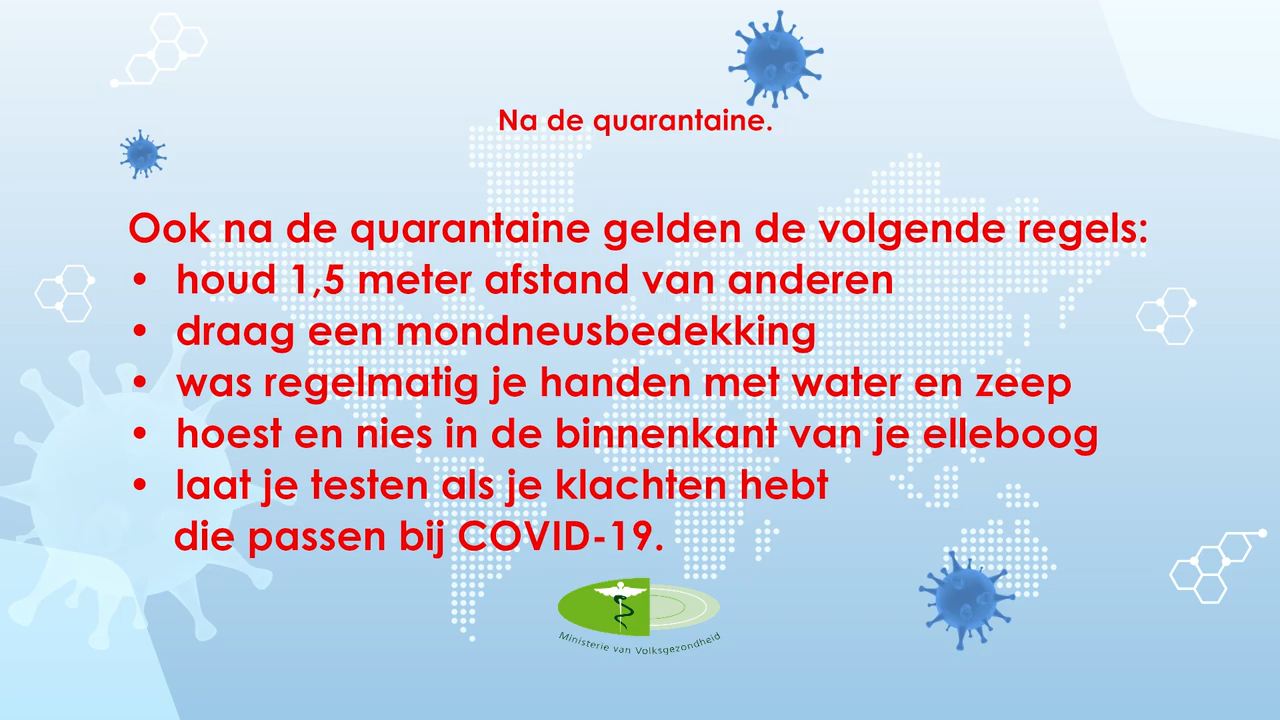 Na de quarantaine.
Ook na de quarantaine gelden de volgende regels:
• houd 1,5 meter afstand van anderen
• draag een mondneusbedekking
• was regelmatig je handen met water en zeep
• hoest en nies in de binnenkant van je elleboog
• laat je testen als je klachten hebt
die passen bij COVID-19.
Ministerie van Volksgezondheid